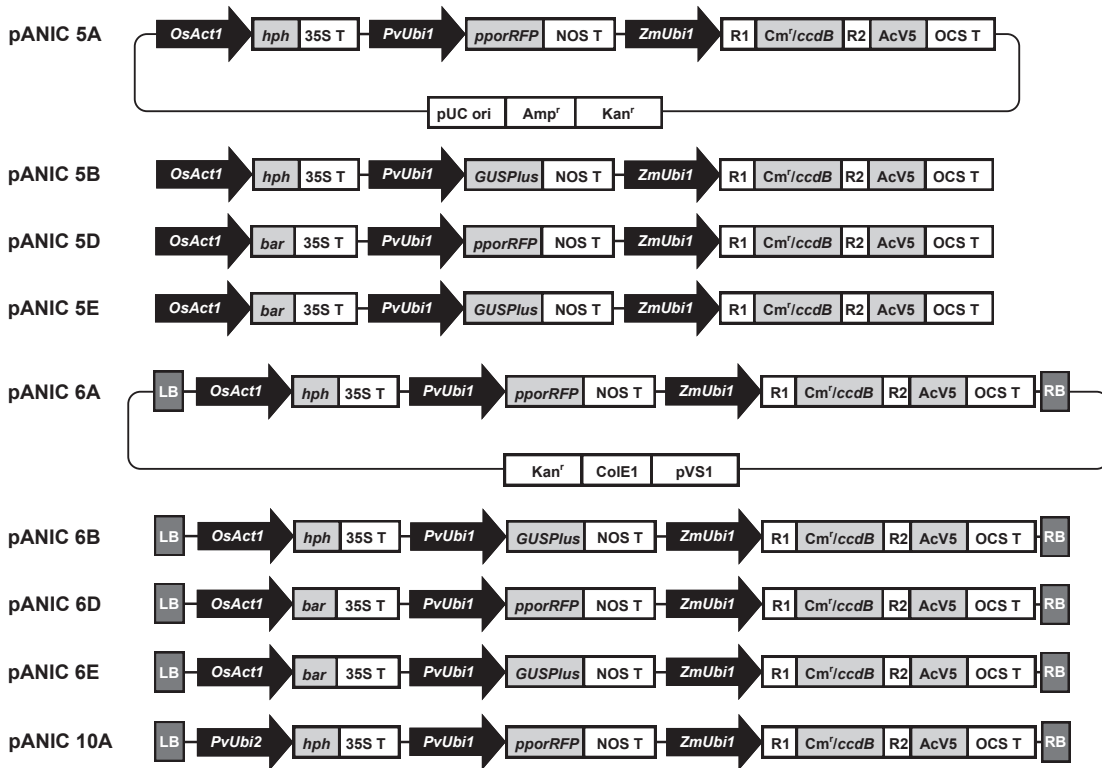 pANIC 5A OsAct1 hph 35S T PvUbi1 pporRFP NOS T ZmUbi1 R1 Cmʳ/ccdB R2 AcV5 OCS T
pUC ori Ampʳ Kanʳ
pANIC 5B OsAct1 hph 35S T PvUbi1 GUSPlus NOS T ZmUbi1 R1 Cmʳ/ccdB R2 AcV5 OCS T
pANIC 5D OsAct1 bar 35S T PvUbi1 pporRFP NOS T ZmUbi1 R1 Cmʳ/ccdB R2 AcV5 OCS T
pANIC 5E OsAct1 bar 35S T PvUbi1 GUSPlus NOS T ZmUbi1 R1 Cmʳ/ccdB R2 AcV5 OCS T
pANIC 6A LB OsAct1 hph 35S T PvUbi1 pporRFP NOS T ZmUbi1 R1 Cmʳ/ccdB R2 AcV5 OCS T RB
Kanʳ ColE1 pVS1
pANIC 6B LB OsAct1 hph 35S T PvUbi1 GUSPlus NOS T ZmUbi1 R1 Cmʳ/ccdB R2 AcV5 OCS T RB
pANIC 6D LB OsAct1 bar 35S T PvUbi1 pporRFP NOS T ZmUbi1 R1 Cmʳ/ccdB R2 AcV5 OCS T RB
pANIC 6E LB OsAct1 bar 35S T PvUbi1 GUSPlus NOS T ZmUbi1 R1 Cmʳ/ccdB R2 AcV5 OCS T RB
pANIC 10A LB PvUbi2 hph 35S T PvUbi1 pporRFP NOS T ZmUbi1 R1 Cmʳ/ccdB R2 AcV5 OCS T RB